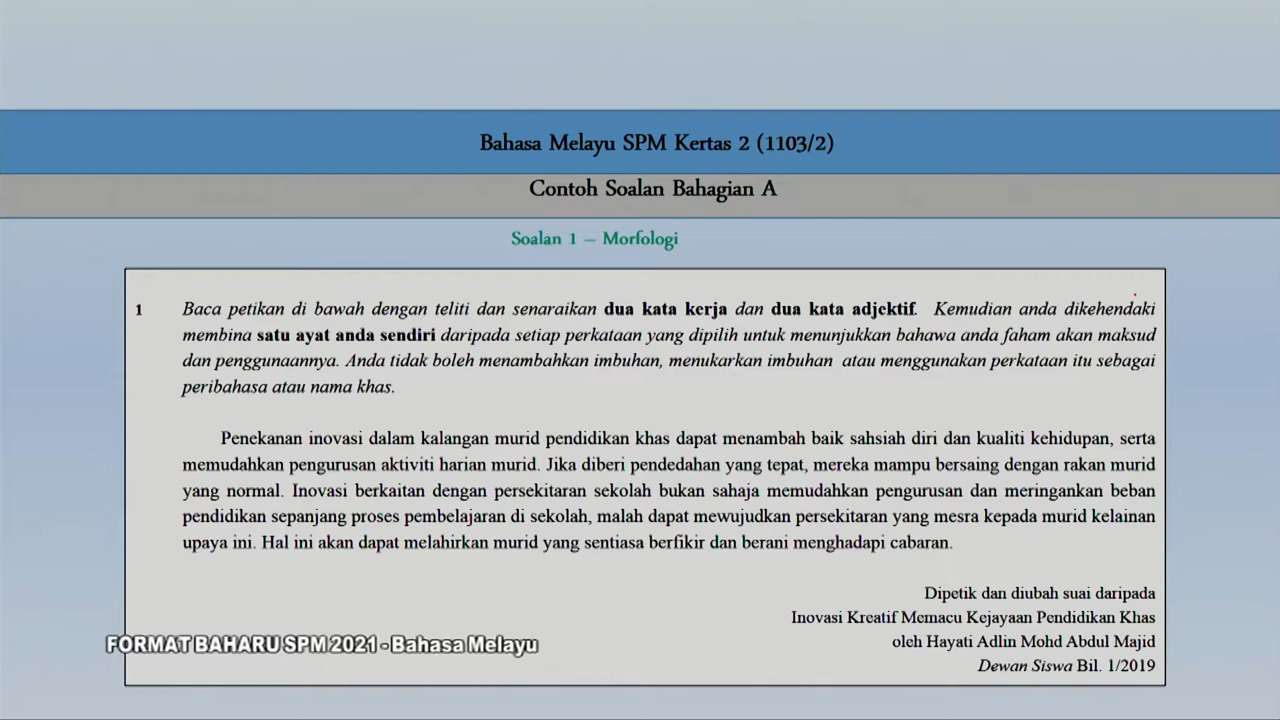 Bahasa Melayu SPM Kertas 2 (1103/2)
Contoh Soalan Bahagian A
Soalan 1 – Morfologi
1 Baca petikan di bawah dengan teliti dan senaraikan dua kata kerja dan dua kata adjektif. Kemudian anda dikehendaki
membina satu ayat anda sendiri daripada setiap perkataan yang dipilih untuk menunjukkan bahawa anda faham akan maksud
dan penggunaannya. Anda tidak boleh menambahkan imbuhan, menukarkan imbuhan atau menggunakan perkataan itu sebagai
peribahasa atau nama khas.
Penekanan inovasi dalam kalangan murid pendidikan khas dapat menambah baik sahsiah diri dan kualiti kehidupan, serta
memudahkan pengurusan aktiviti harian murid. Jika diberi pendedahan yang tepat, mereka mampu bersaing dengan rakan murid
yang normal. Inovasi berkaitan dengan persekitaran sekolah bukan sahaja memudahkan pengurusan dan meringankan beban
pendidikan sepanjang proses pembelajaran di sekolah, malah dapat mewujudkan persekitaran yang mesra kepada murid kelainan
upaya ini. Hal ini akan dapat melahirkan murid yang sentiasa berfikir dan berani menghadapi cabaran.
Dipetik dan diubah suai daripada
Inovasi Kreatif Memacu Kejayaan Pendidikan Khas
oleh Hayati Adlin Mohd Abdul Majid
Dewan Siswa Bil. 1/2019
FORMAT BAHARU SPM 2021 - Bahasa Melayu